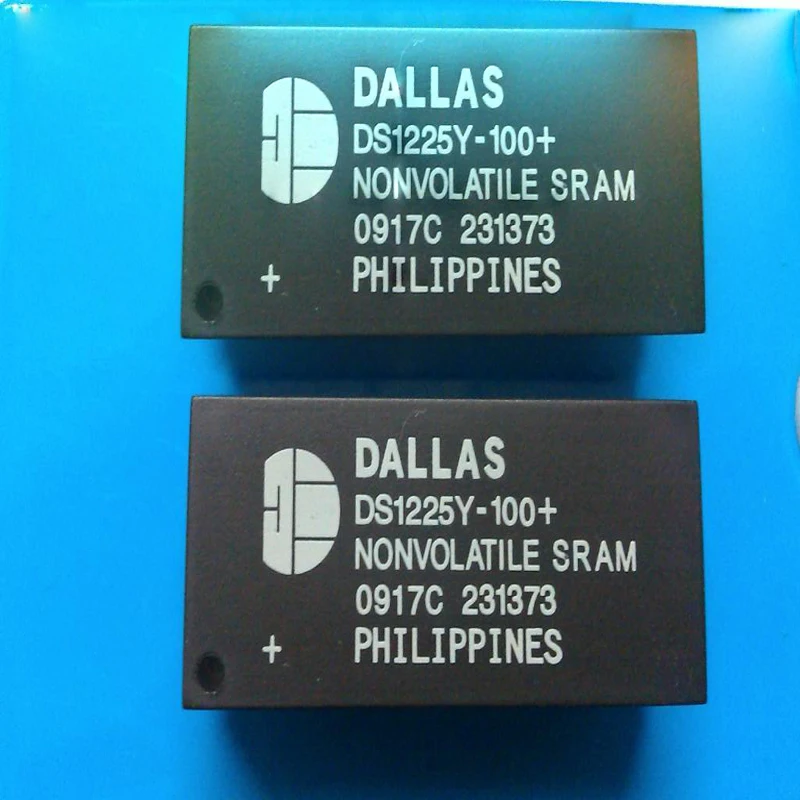 DALLAS
DS1225Y-100+
NONVOLATILE SRAM
0917C 231373
+ PHILIPPINES
DALLAS
DS1225Y-100+
NONVOLATILE SRAM
0917C 231373
+ PHILIPPINES